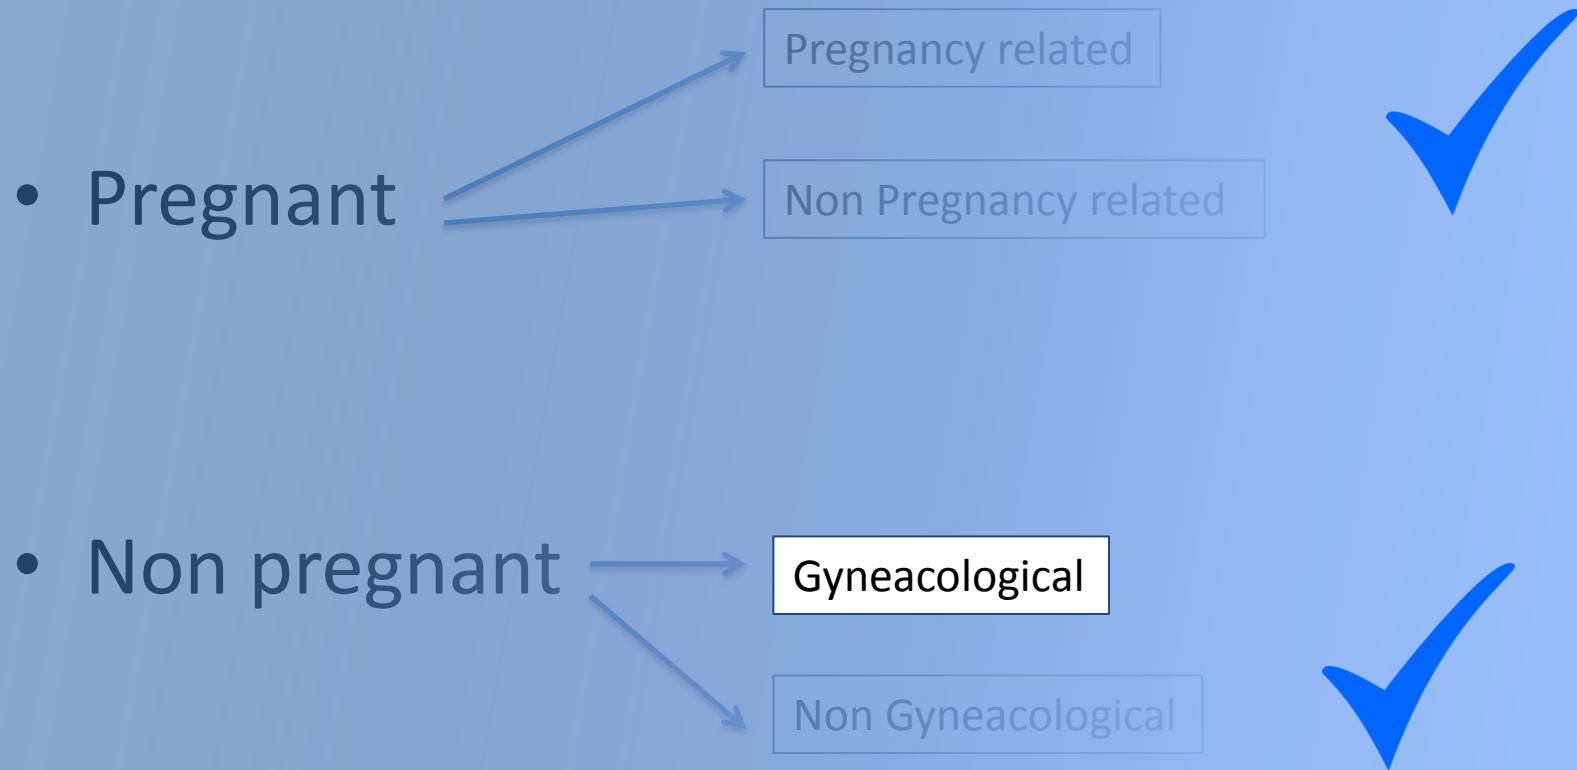 Pregnancy related
• Pregnant
Non Pregnancy related
• Non pregnant
Gyneacological
Non Gyneacological